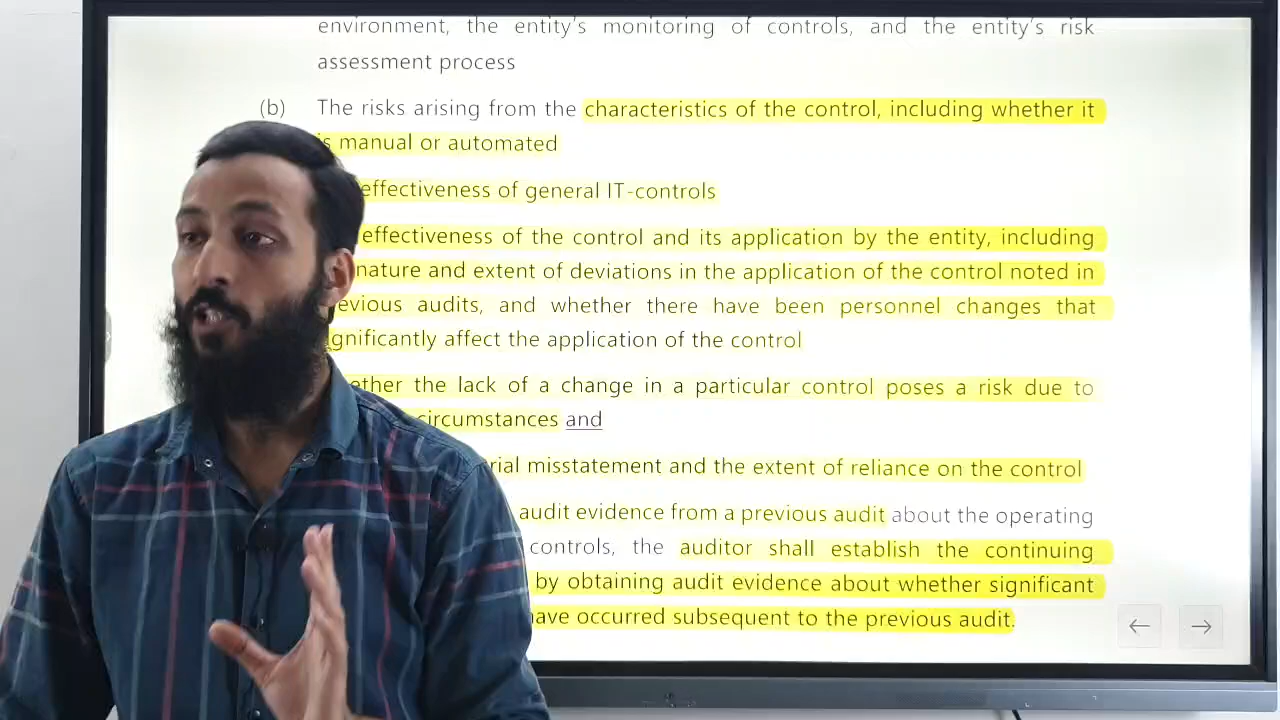 environment, the entity's monitoring of controls, and the entity's risk
assessment process
(b) The risks arising from the characteristics of the control, including whether it
is manual or automated
effectiveness of general IT-controls
effectiveness of the control and its application by the entity, including
nature and extent of deviations in the application of the control noted in
evious audits, and whether there have been personnel changes that
gnificantly affect the application of the control
ether the lack of a change in a particular control poses a risk due to
circumstances and
rial misstatement and the extent of reliance on the control
audit evidence from a previous audit about the operating
controls, the auditor shall establish the continuing
by obtaining audit evidence about whether significant
ave occurred subsequent to the previous audit.